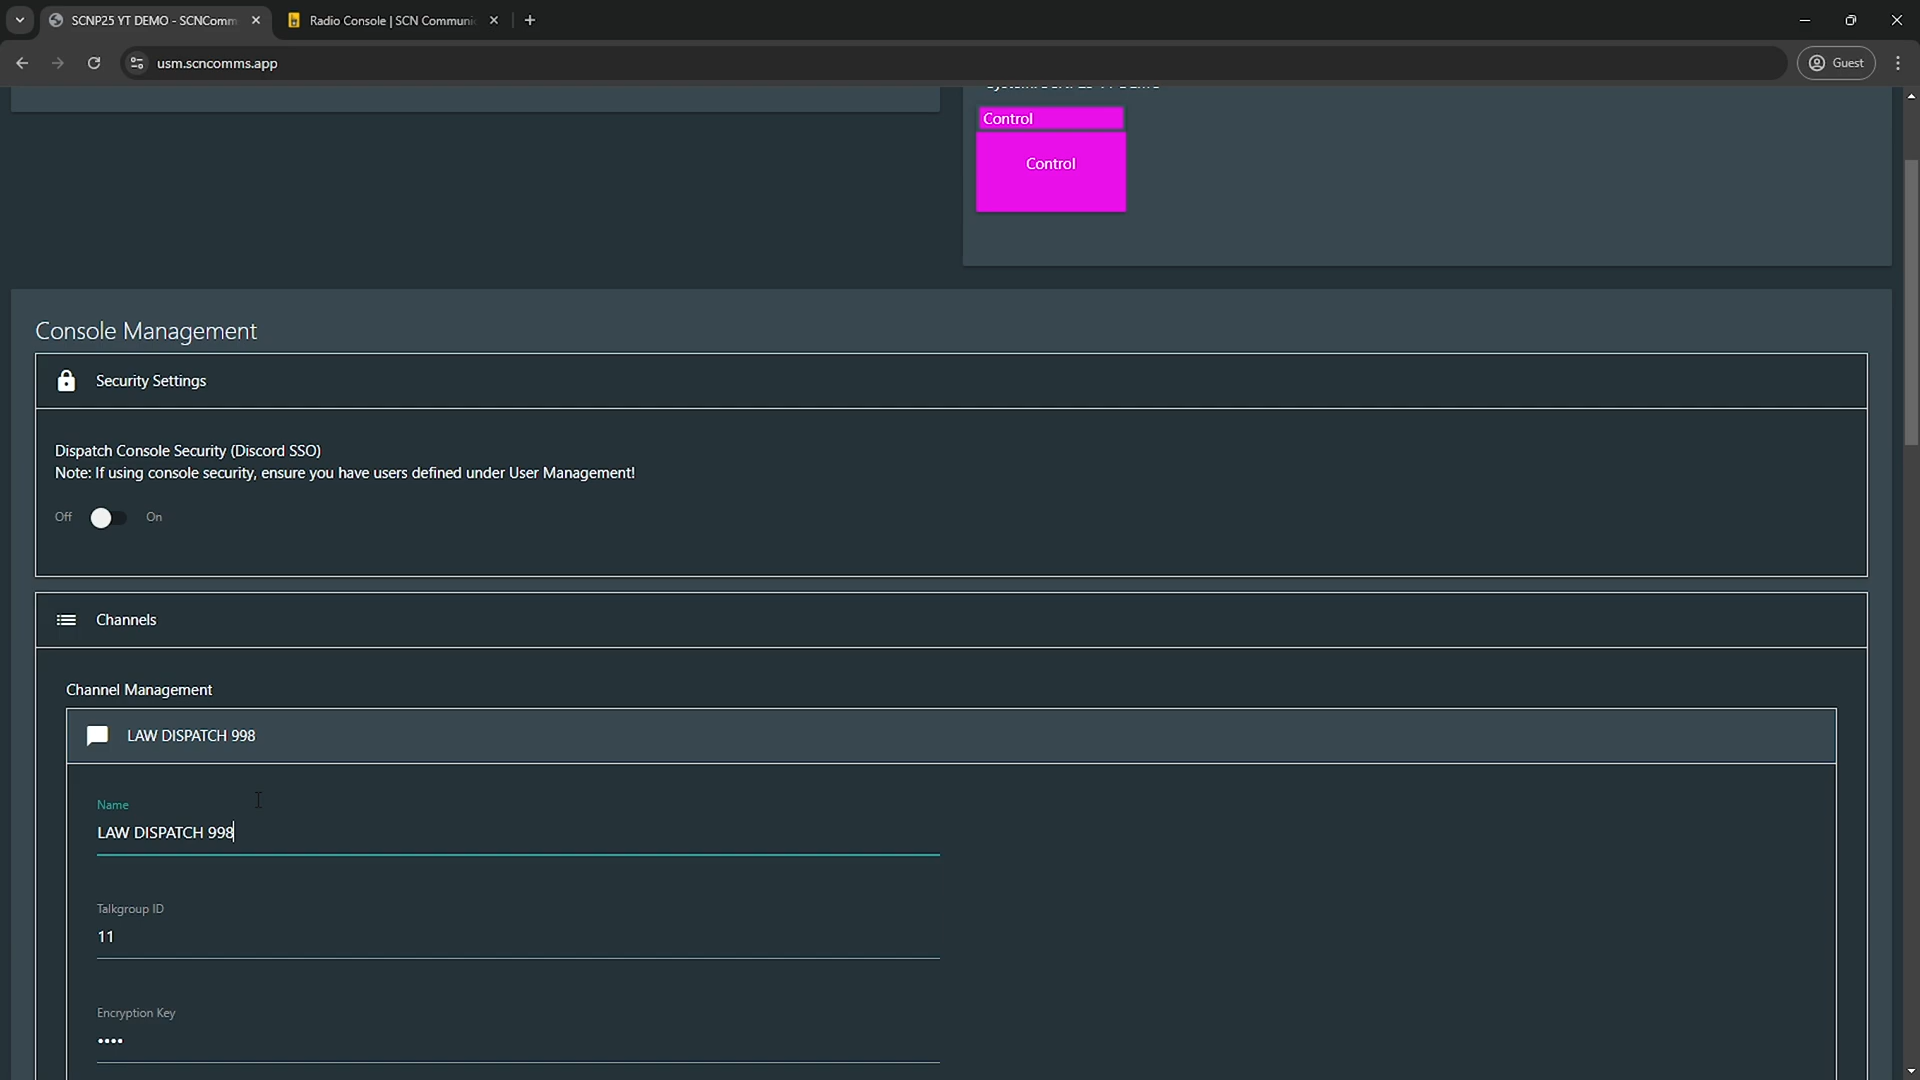 SCNP25 YT DEMO - SCNComm
Radio Console | SCN Communi
usm.scncomms.app
Guest
Control
Control
Console Management
Security Settings
Dispatch Console Security (Discord SSO)
Note: If using console security, ensure you have users defined under User Management!
Off
On
Channels
Channel Management
LAW DISPATCH 998
Name
LAW DISPATCH 998
Talkgroup ID
11
Encryption Key
••••